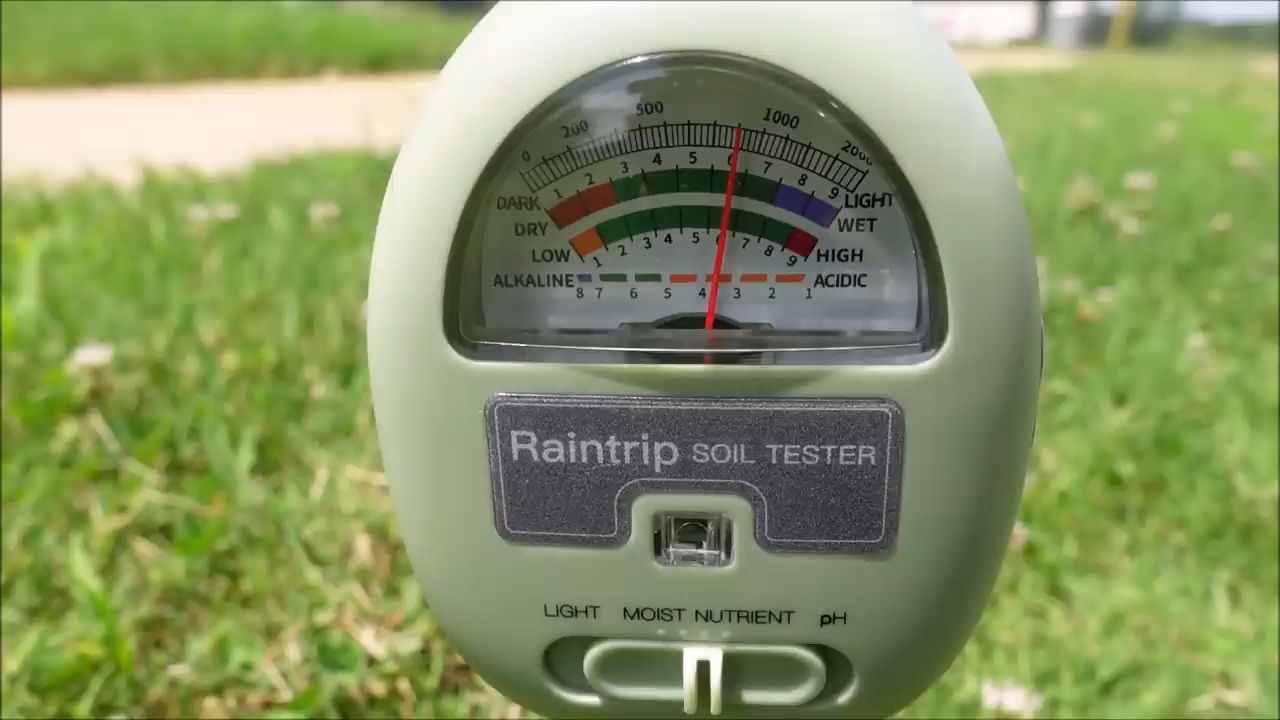 0 200 500 1000 2000
1 2 3 4 5 6 7 8 9
DARK LIGHT
DRY WET
LOW 1 2 3 4 5 6 7 8 9 HIGH
ALKALINE ACIDIC
8 7 6 5 4 3 2 1
Raintrip SOIL TESTER
LIGHT MOIST NUTRIENT pH